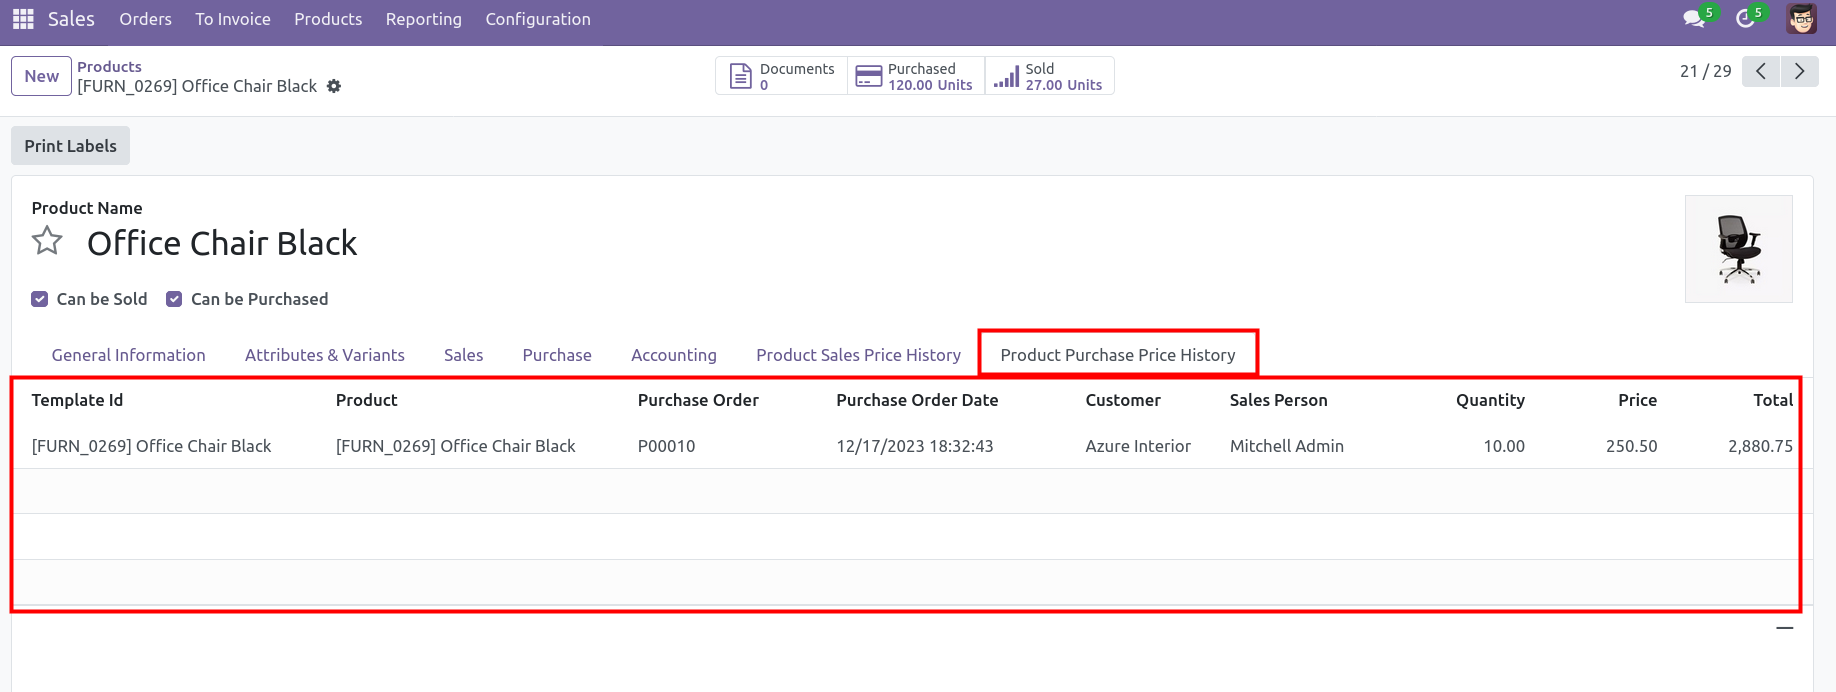 Sales Orders To Invoice Products Reporting Configuration 5 5
New Products Documents 0 Purchased 120.00 Units Sold 27.00 Units 21 / 29
[FURN_0269] Office Chair Black
Print Labels
Product Name
Office Chair Black
Can be Sold Can be Purchased
General Information Attributes & Variants Sales Purchase Accounting Product Sales Price History Product Purchase Price History
Template Id Product Purchase Order Purchase Order Date Customer Sales Person Quantity Price Total
[FURN_0269] Office Chair Black [FURN_0269] Office Chair Black P00010 12/17/2023 18:32:43 Azure Interior Mitchell Admin 10.00 250.50 2,880.75